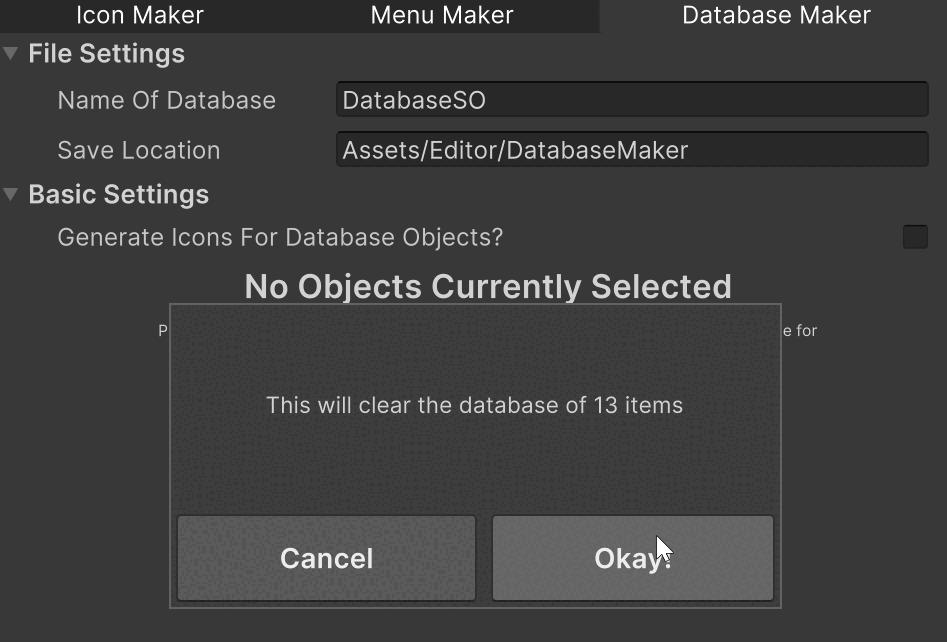 Icon Maker
Menu Maker
Database Maker
File Settings
Name Of Database
DatabaseSO
Save Location
Assets/Editor/DatabaseMaker
Basic Settings
Generate Icons For Database Objects?
No Objects Currently Selected
e for
This will clear the database of 13 items
Cancel
Okay!